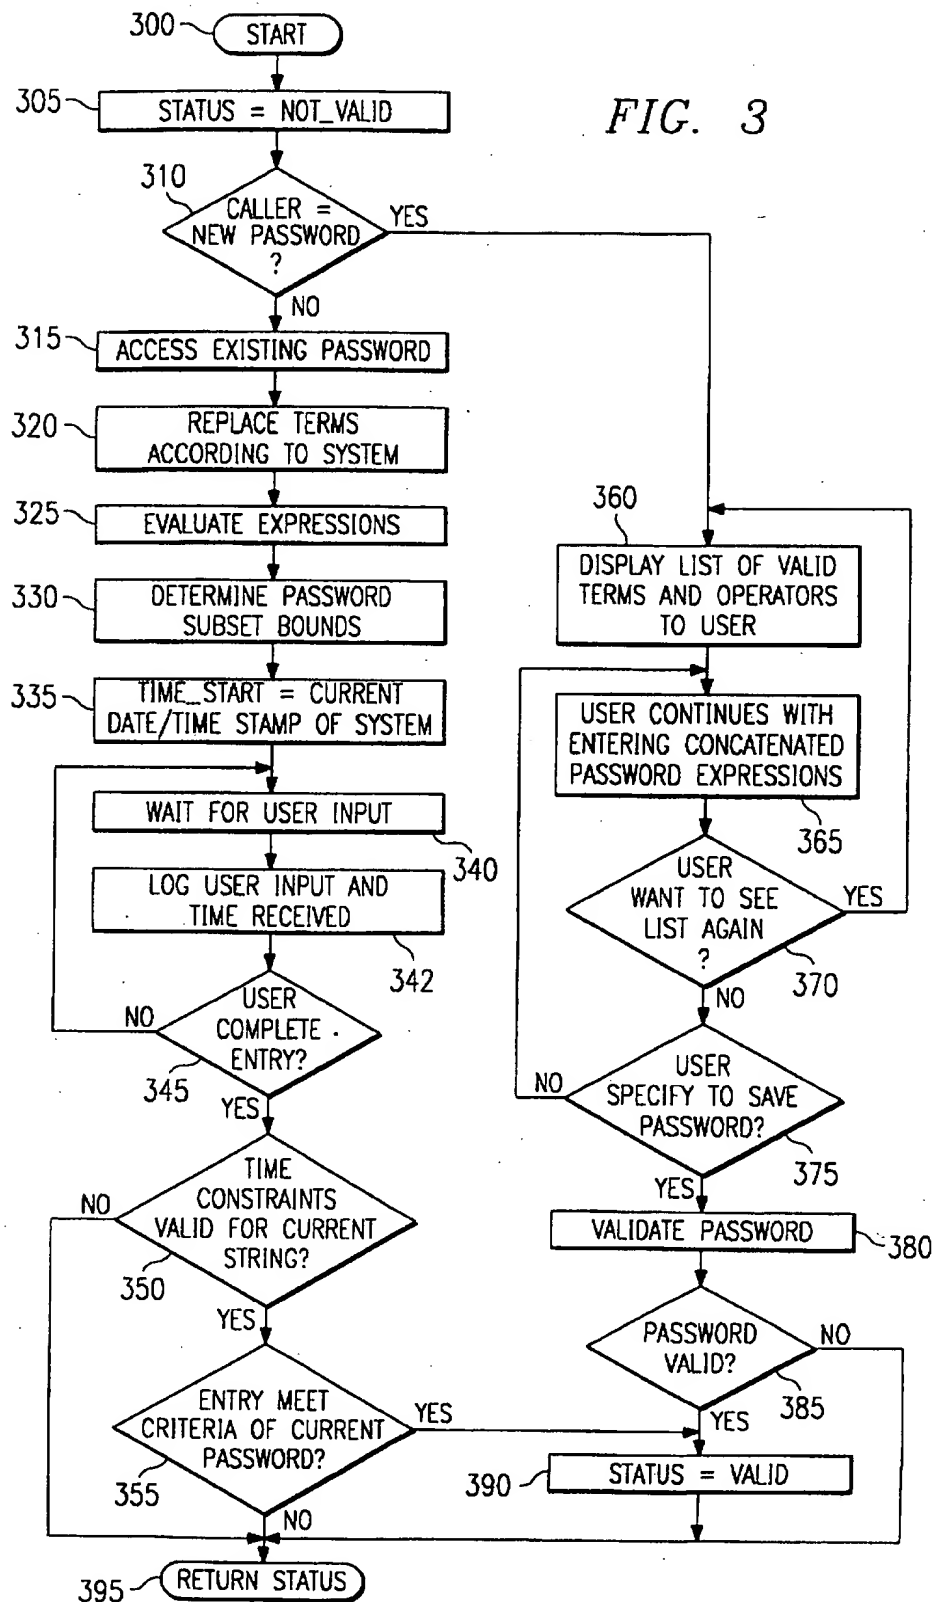 300
START
305
STATUS = NOT_VALID
FIG. 3
310
CALLER =
NEW PASSWORD
?
YES
NO
315
ACCESS EXISTING PASSWORD
320
REPLACE TERMS
ACCORDING TO SYSTEM
325
EVALUATE EXPRESSIONS
330
DETERMINE PASSWORD
SUBSET BOUNDS
335
TIME_START = CURRENT
DATE/TIME STAMP OF SYSTEM
WAIT FOR USER INPUT
340
LOG USER INPUT AND
TIME RECEIVED
342
USER
COMPLETE
ENTRY?
NO
345
YES
TIME
CONSTRAINTS
VALID FOR CURRENT
STRING?
NO
350
YES
ENTRY MEET
CRITERIA OF CURRENT
PASSWORD?
YES
355
NO
360
DISPLAY LIST OF VALID
TERMS AND OPERATORS
TO USER
USER CONTINUES WITH
ENTERING CONCATENATED
PASSWORD EXPRESSIONS
365
USER
WANT TO SEE
LIST AGAIN
?
YES
370
NO
USER
SPECIFY TO SAVE
PASSWORD?
NO
375
YES
VALIDATE PASSWORD
380
PASSWORD
VALID?
NO
385
YES
390
STATUS = VALID
395
RETURN STATUS